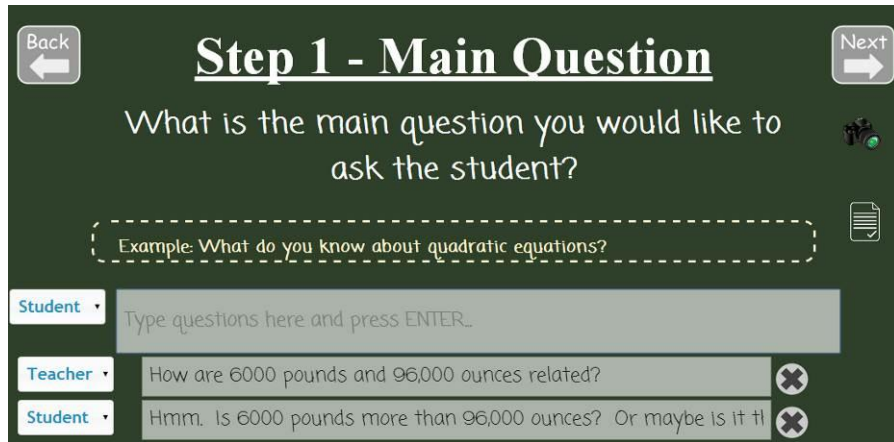 Back
Step 1 - Main Question
Next
What is the main question you would like to
ask the student?
Example: What do you know about quadratic equations?
Student
Type questions here and press ENTER...
Teacher
How are 6000 pounds and 96,000 ounces related?
Student
Hmm. Is 6000 pounds more than 96,000 ounces? Or maybe is it